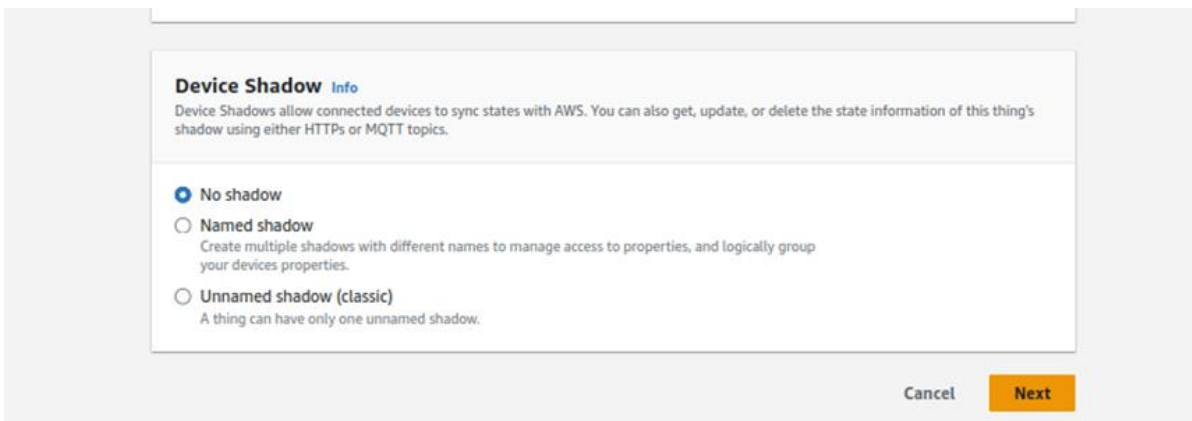 Device Shadow Info
Device Shadows allow connected devices to sync states with AWS. You can also get, update, or delete the state information of this thing's
shadow using either HTTPs or MQTT topics.
No shadow
Named shadow
Create multiple shadows with different names to manage access to properties, and logically group
your devices properties.
Unnamed shadow (classic)
A thing can have only one unnamed shadow.
Cancel Next